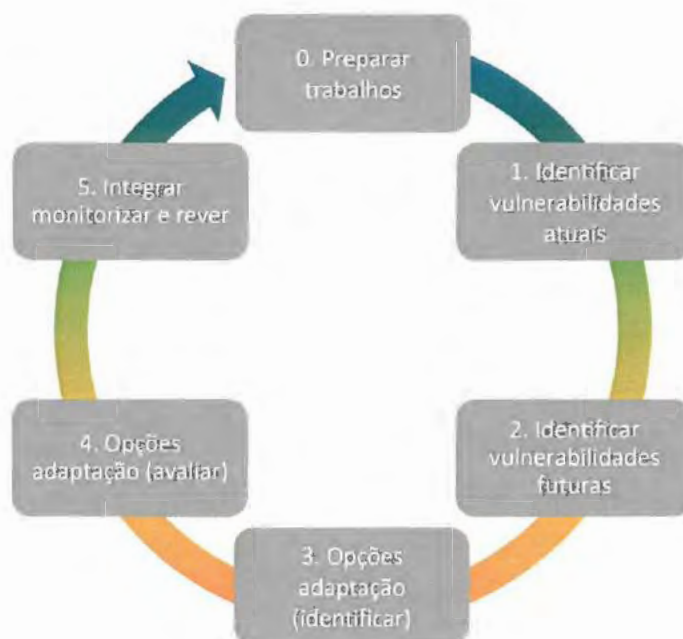 0. Preparar
trabalhos
1. Identificar
vulnerabilidades
atuais
2. Identificar
vulnerabilidades
futuras
3. Opções
adaptação
(identificar)
4. Opções
adaptação (avaliar)
5. Integrar
monitorizar e rever